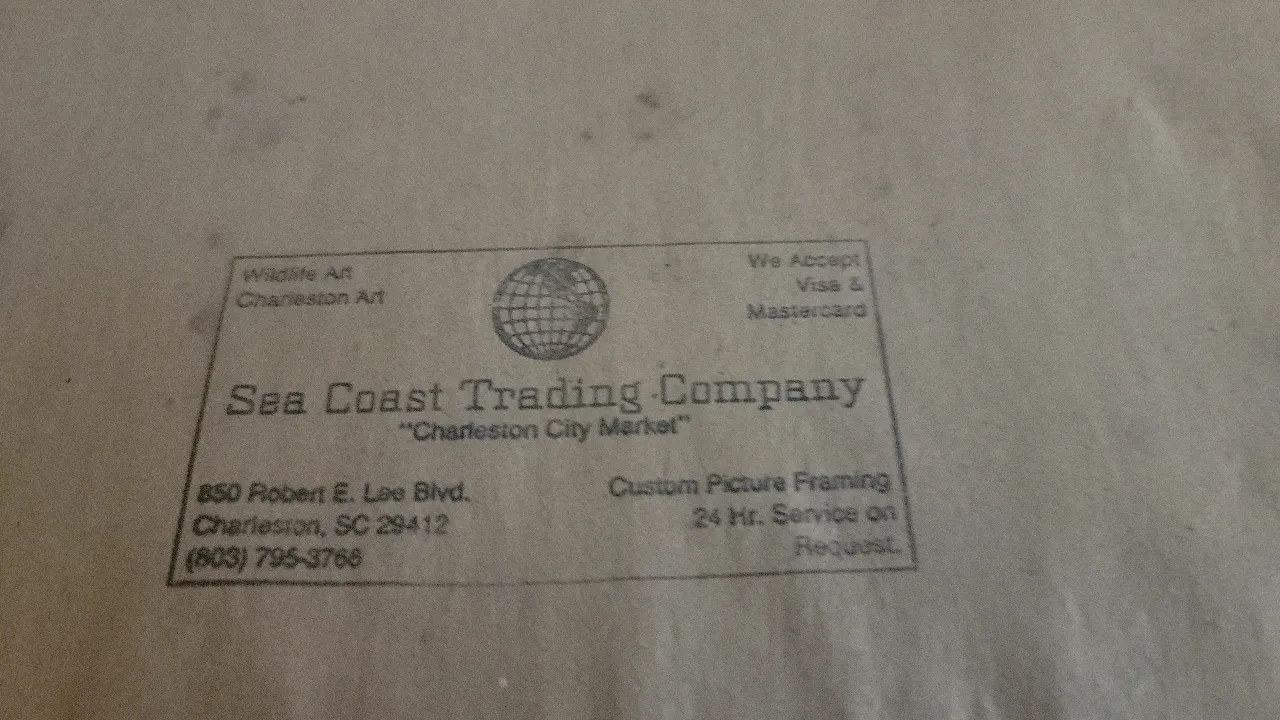 Wildlife Art
Charleston Art
We Accept
Visa &
Mastercard
Sea Coast Trading Company
"Charleston City Market"
850 Robert E. Lee Blvd.
Charleston, SC 29412
(803) 795-3766
Custom Picture Framing
24 Hr. Service on
Request.